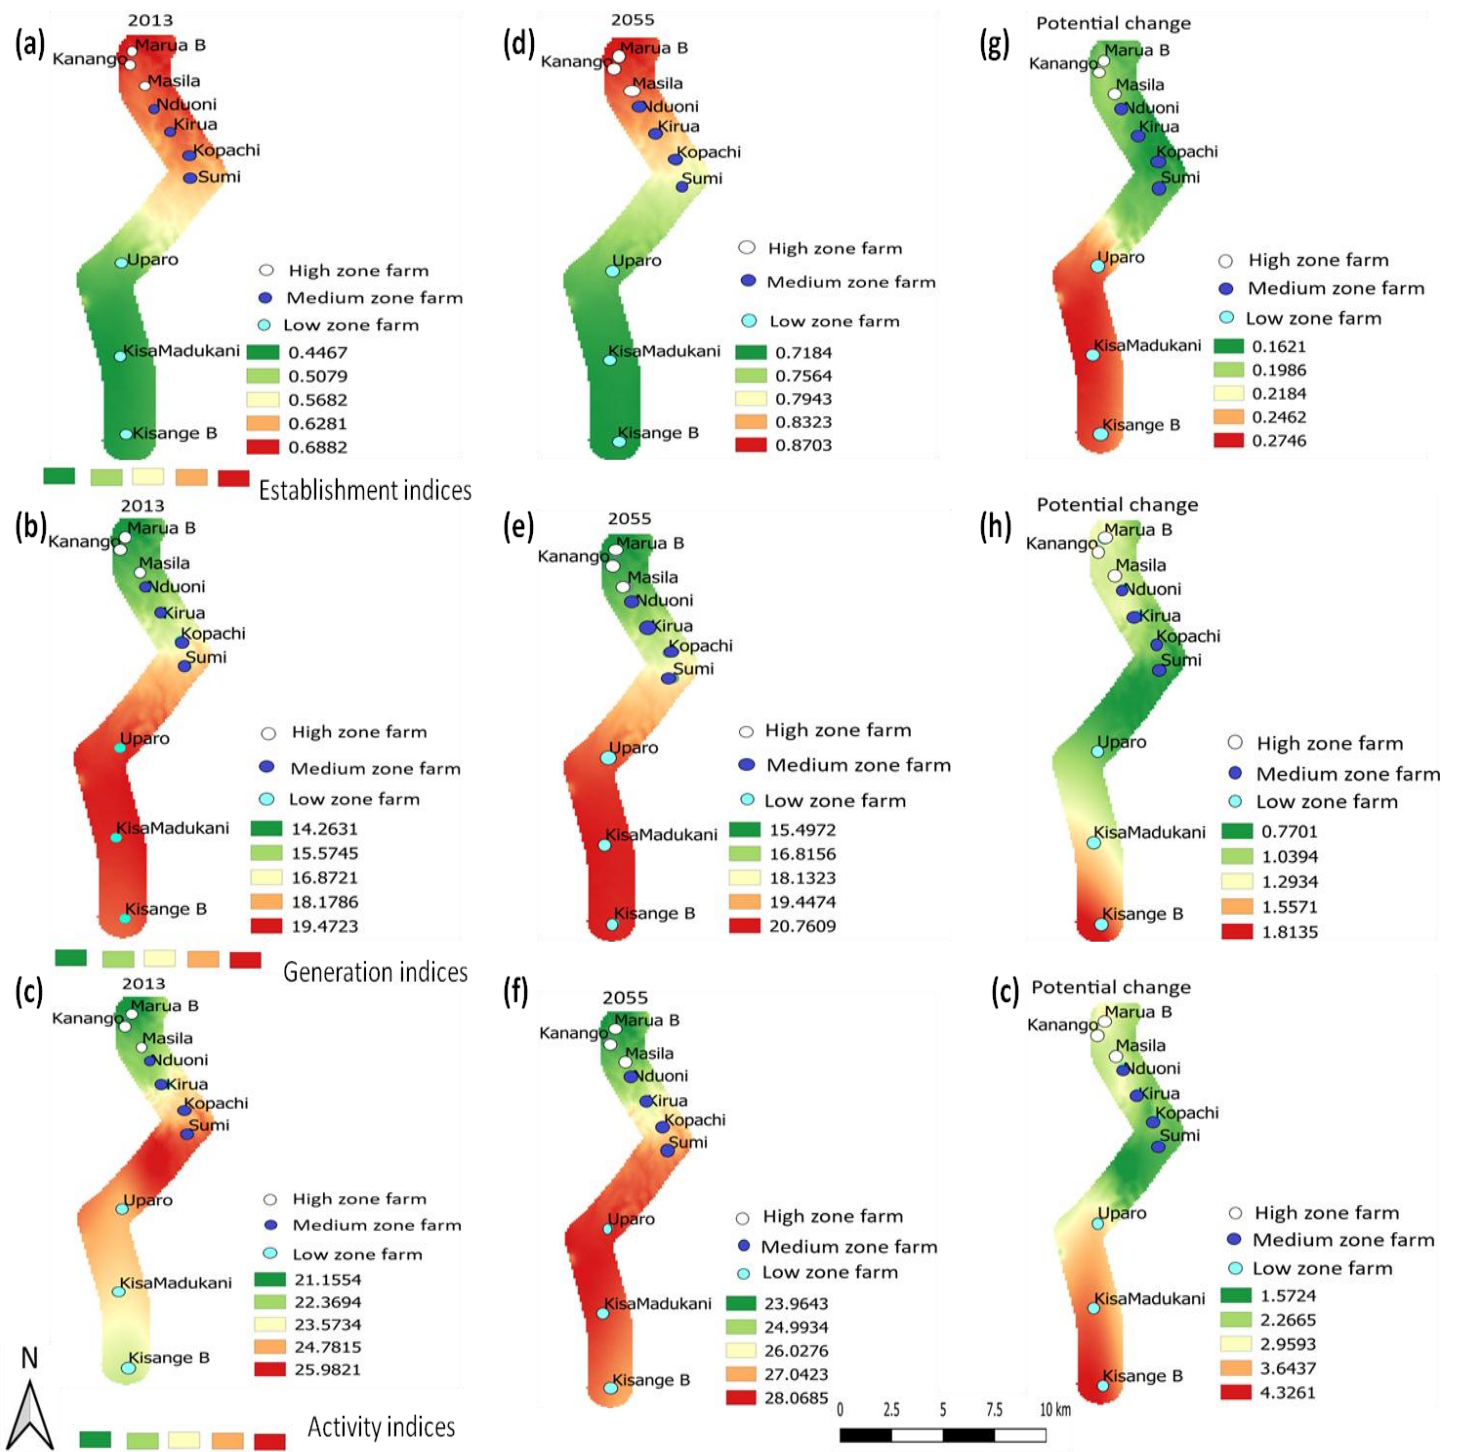 (a)
2013
Marua B
Kanango
Masila
Nduoni
Kirua
Kopachi
Sumi
Uparo
High zone farm
Medium zone farm
Low zone farm
KisaMadukani
0.4467
0.5079
0.5682
0.6281
0.6882
Kisange B
Establishment indices
(d)
2055
Marua B
Kanango
Masila
Nduoni
Kirua
Kopachi
Sumi
High zone farm
Uparo
Medium zone farm
Low zone farm
KisaMadukani
0.7184
0.7564
0.7943
0.8323
0.8703
Kisange B
(g)
Potential change
Marua B
Kanango
Masila
Nduoni
Kirua
Kopachi
Sumi
Uparo
High zone farm
Medium zone farm
Low zone farm
KisaMadukani
0.1621
0.1986
0.2184
0.2462
0.2746
Kisange B
(b)
2013
Marua B
Kanango
Masila
Nduoni
Kirua
Kopachi
Sumi
Uparo
High zone farm
Medium zone farm
Low zone farm
KisaMadukani
14.2631
15.5745
16.8721
18.1786
19.4723
Kisange B
Generation indices
(e)
2055
Marua B
Kanango
Masila
Nduoni
Kirua
Kopachi
Sumi
High zone farm
Uparo
Medium zone farm
Low zone farm
KisaMadukani
15.4972
16.8156
18.1323
19.4474
20.7609
Kisange B
(h)
Potential change
Marua B
Kanango
Masila
Nduoni
Kirua
Kopachi
Sumi
Uparo
High zone farm
Medium zone farm
Low zone farm
KisaMadukani
0.7701
1.0394
1.2934
1.5571
1.8135
Kisange B
(c)
2013
Marua B
Kanango
Masila
Nduoni
Kirua
Kopachi
Sumi
Uparo
High zone farm
Medium zone farm
Low zone farm
KisaMadukani
21.1554
22.3694
23.5734
24.7815
25.9821
Kisange B
N
Activity indices
(f)
2055
Marua B
Kanango
Masila
Nduoni
Kirua
Kopachi
Sumi
Uparo
High zone farm
Medium zone farm
Low zone farm
KisaMadukani
23.9643
24.9934
26.0276
27.0423
28.0685
Kisange B
(c)
Potential change
Marua B
Kanango
Masila
Nduoni
Kirua
Kopachi
Sumi
Uparo
High zone farm
Medium zone farm
Low zone farm
KisaMadukani
1.5724
2.2665
2.9593
3.6437
4.3261
Kisange B
0 2.5 5 7.5 10 km